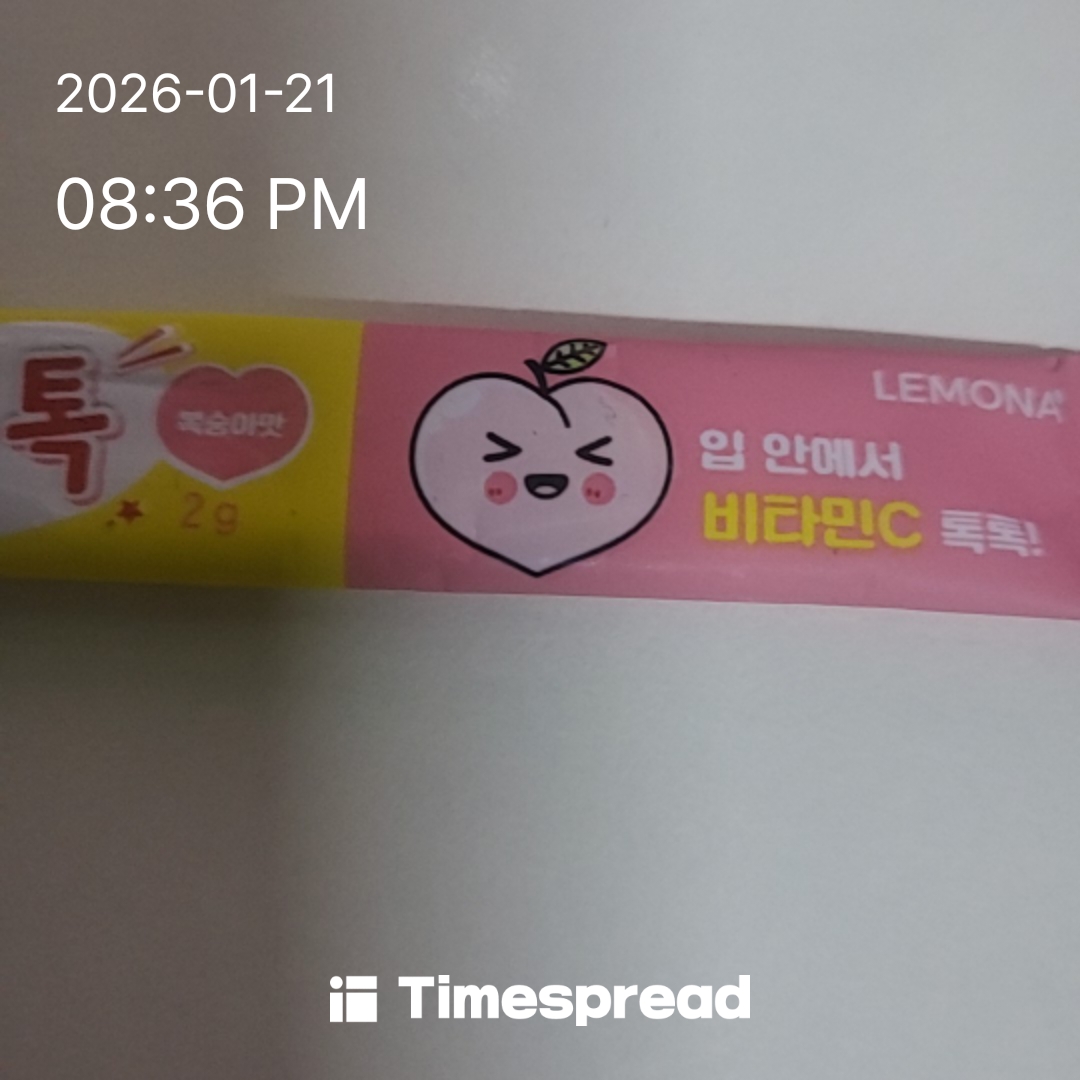 2026-01-21
08:36 PM
톡
복숭아맛
2g
LEMONA
입 안에서
비타민C 톡톡!
Timespread